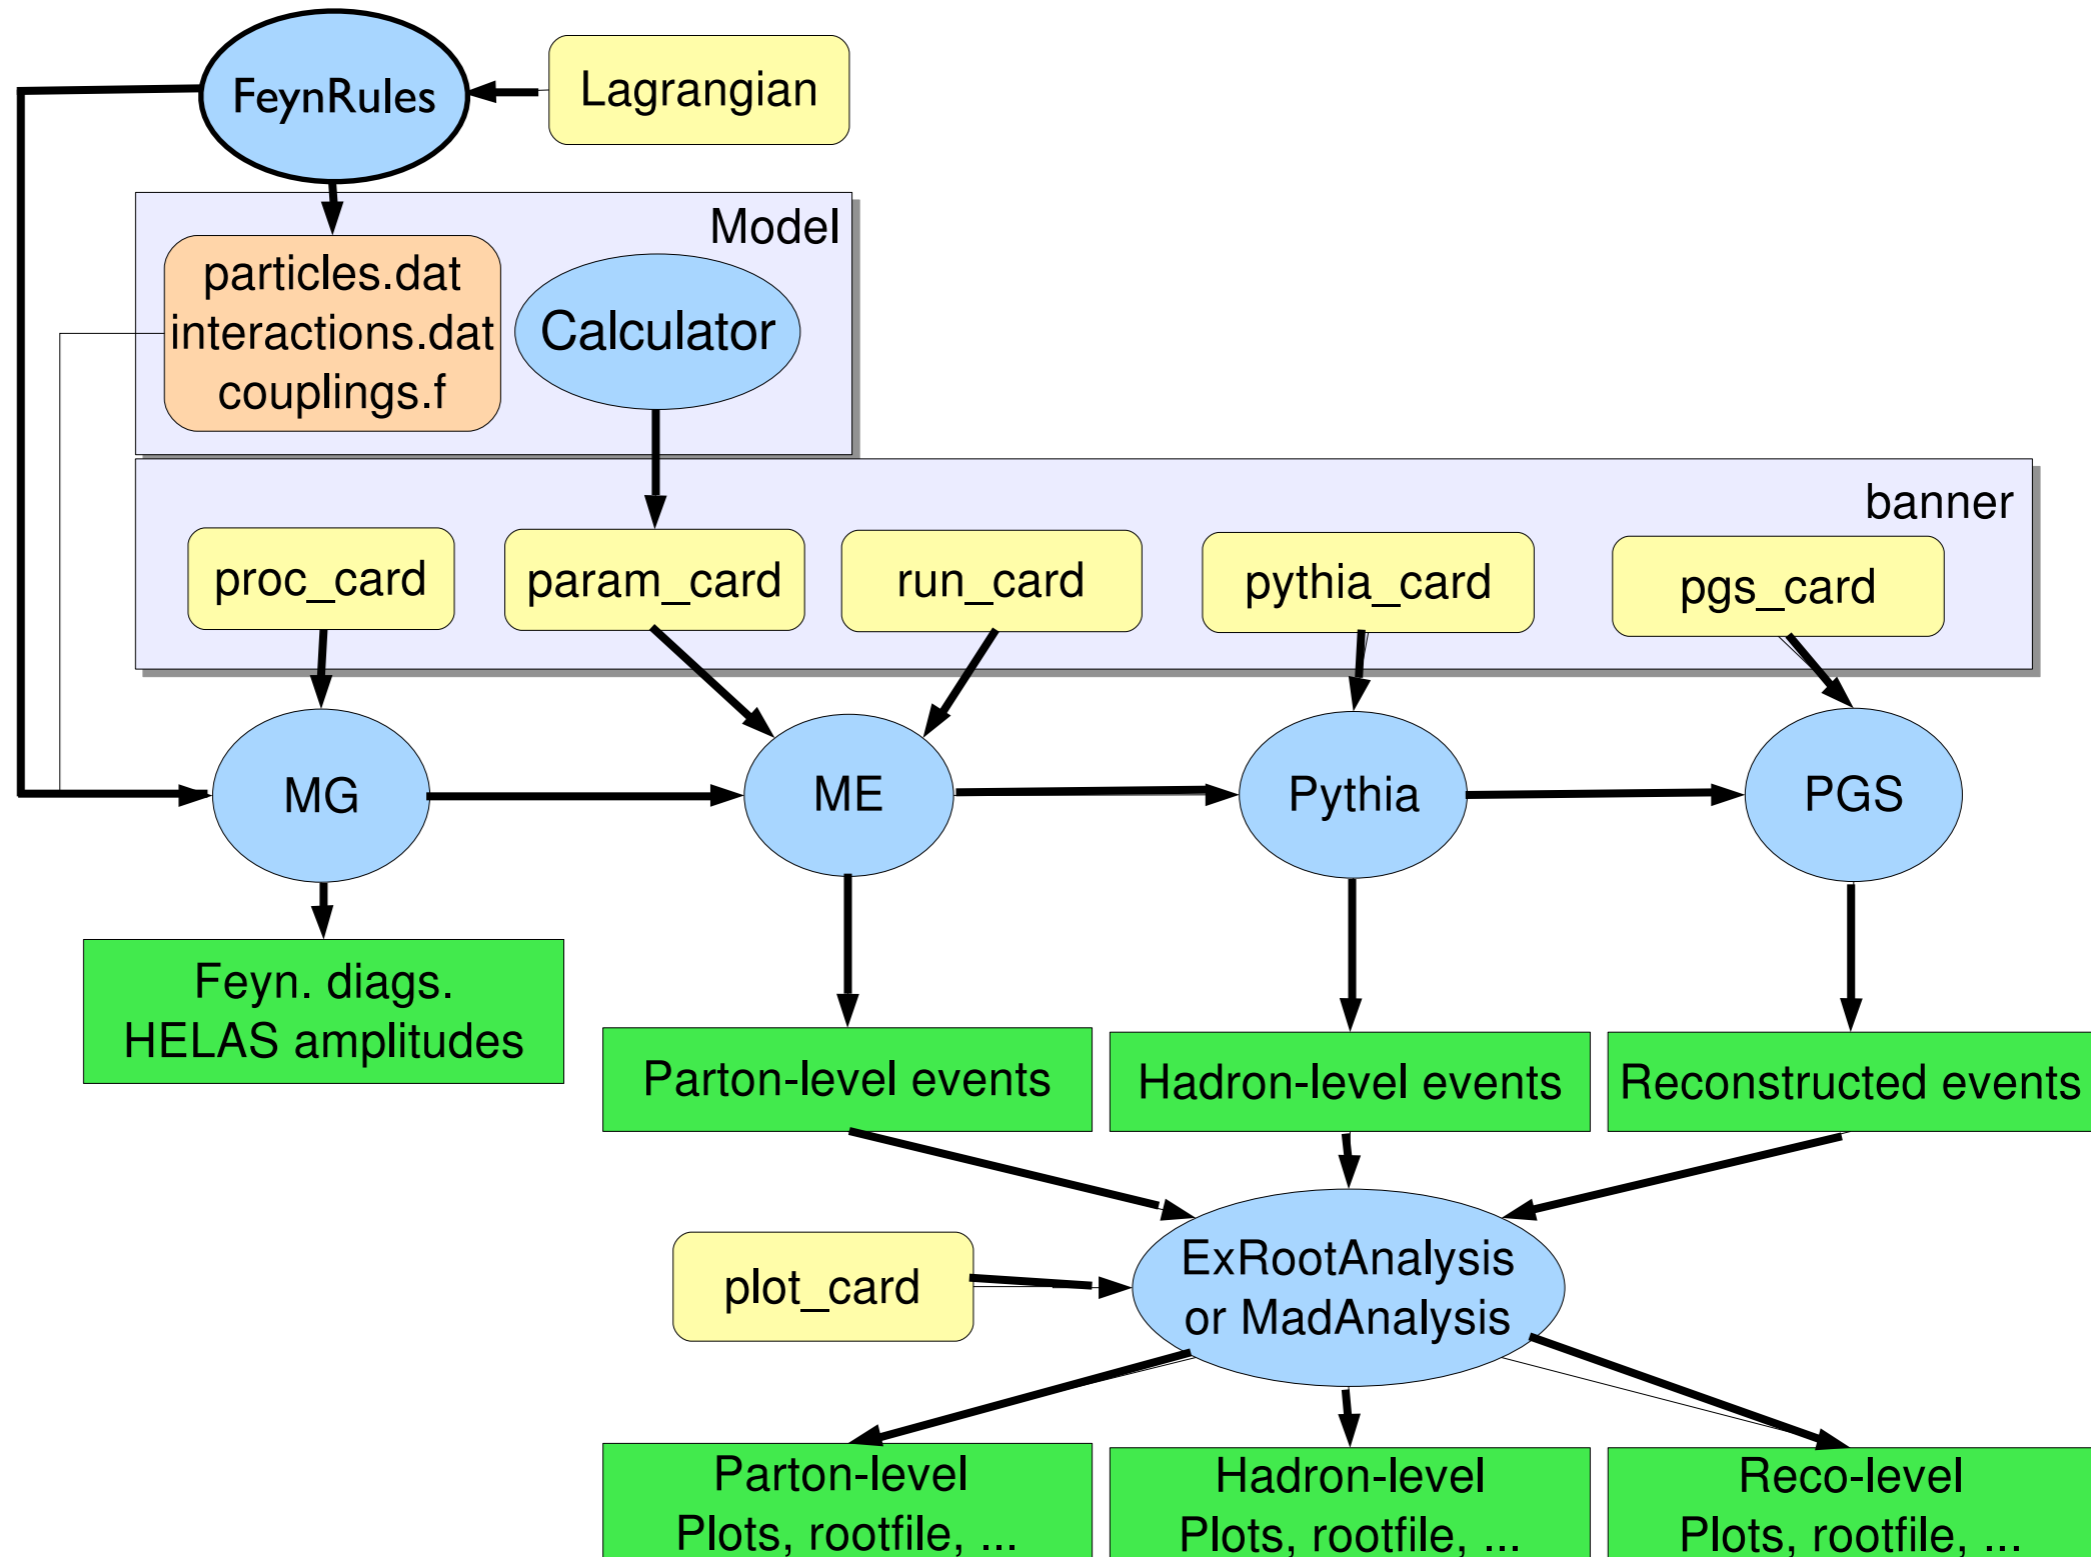 FeynRules
Lagrangian
Model
particles.dat
interactions.dat
couplings.f
Calculator
banner
proc_card
param_card
run_card
pythia_card
pgs_card
MG
ME
Pythia
PGS
Feyn. diags.
HELAS amplitudes
Parton-level events
Hadron-level events
Reconstructed events
plot_card
ExRootAnalysis
or MadAnalysis
Parton-level
Plots, rootfile, ...
Hadron-level
Plots, rootfile, ...
Reco-level
Plots, rootfile, ...